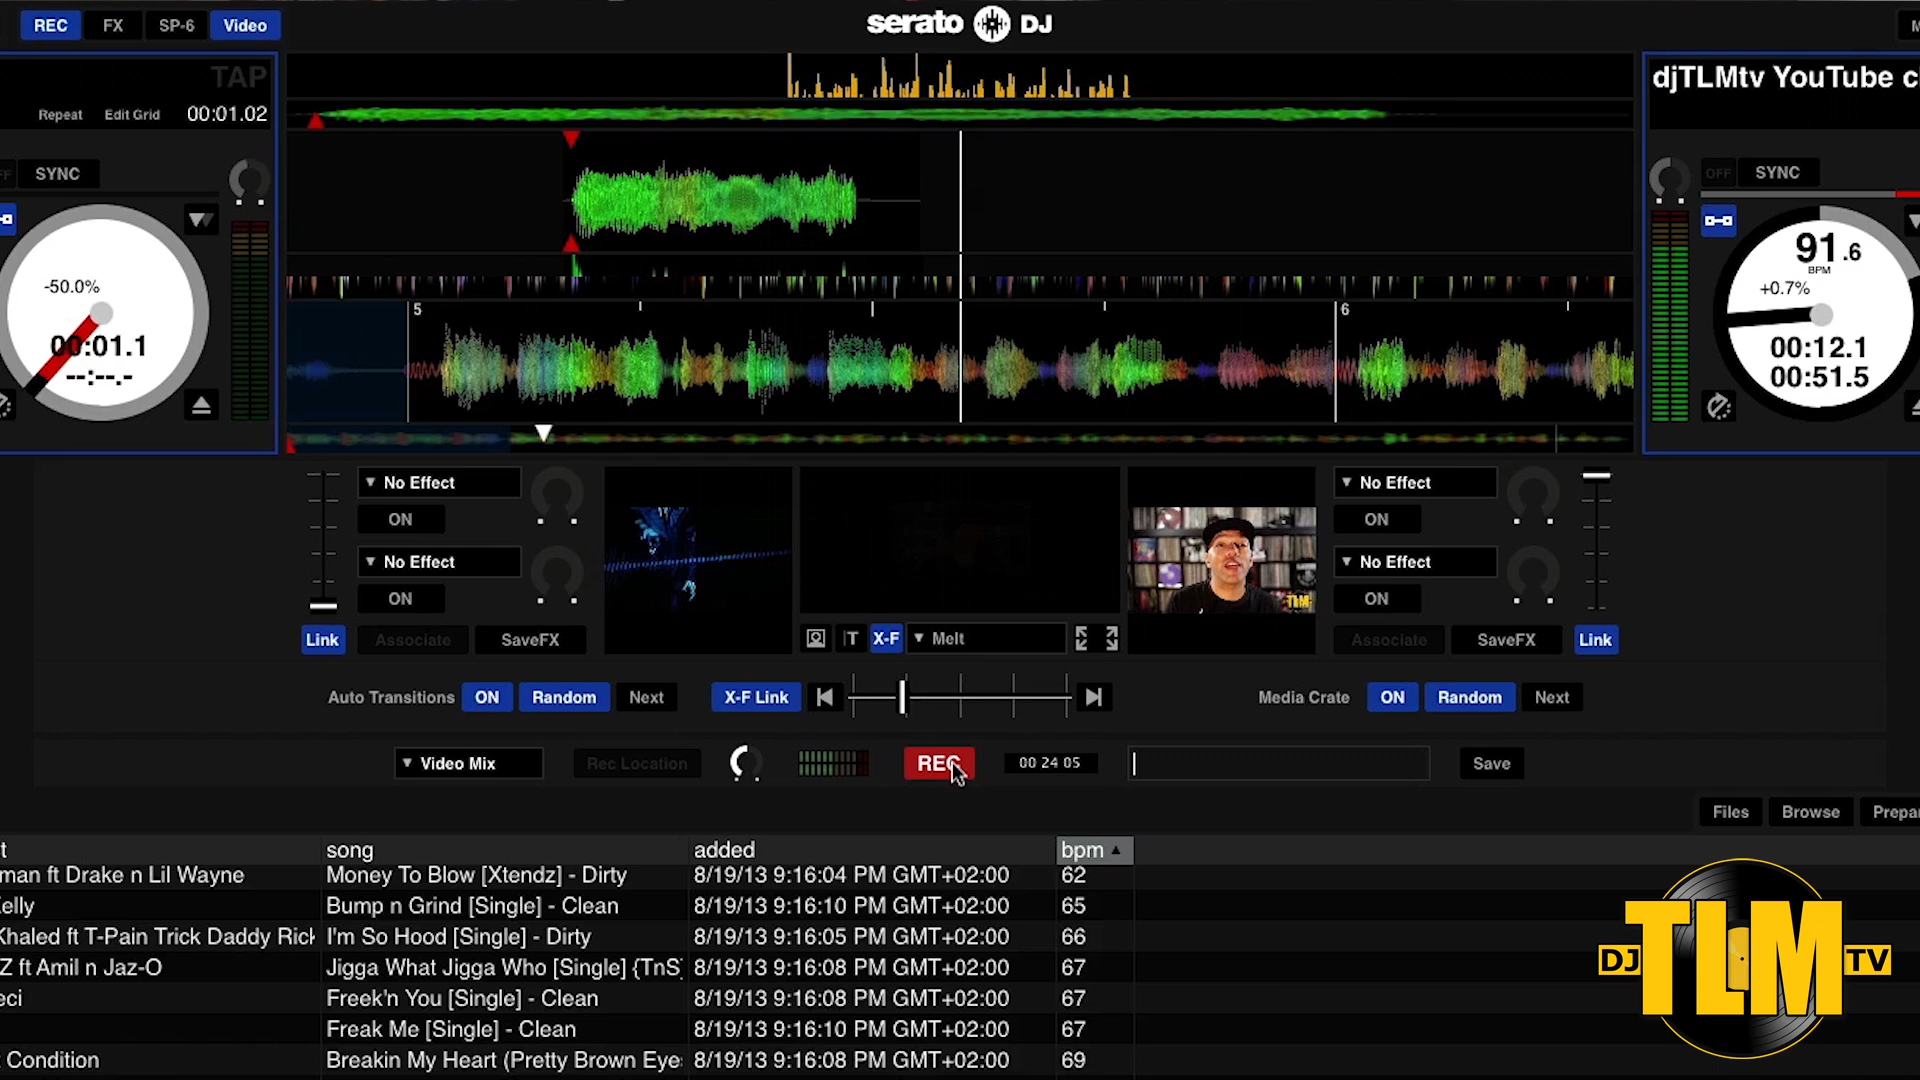 REC FX SP-6 Video
serato DJ
M
TAP
Repeat Edit Grid 00:01.02
djTLMtv YouTube c
SYNC
OFF SYNC
-50.0%
00:01.1
--:--.-
91.6
BPM
+0.7%
00:12.1
00:51.5
5
6
No Effect
ON
No Effect
ON
Link Associate SaveFX
TLM
T X-F Melt
No Effect
ON
No Effect
ON
Associate SaveFX Link
Auto Transitions ON Random Next
X-F Link
Media Crate ON Random Next
Video Mix Rec Location REC 00 24 05 Save
Files Browse Prepar
t song added bpm
man ft Drake n Lil Wayne Money To Blow [Xtendz] - Dirty 8/19/13 9:16:04 PM GMT+02:00 62
elly Bump n Grind [Single] - Clean 8/19/13 9:16:10 PM GMT+02:00 65
Khaled ft T-Pain Trick Daddy Rick I'm So Hood [Single] - Dirty 8/19/13 9:16:05 PM GMT+02:00 66
Z ft Amil n Jaz-O Jigga What Jigga Who [Single] {TnS} 8/19/13 9:16:08 PM GMT+02:00 67
eci Freek'n You [Single] - Clean 8/19/13 9:16:08 PM GMT+02:00 67
Freak Me [Single] - Clean 8/19/13 9:16:10 PM GMT+02:00 67
t Condition Breakin My Heart (Pretty Brown Eyes 8/19/13 9:16:08 PM GMT+02:00 69
DJ TLM TV